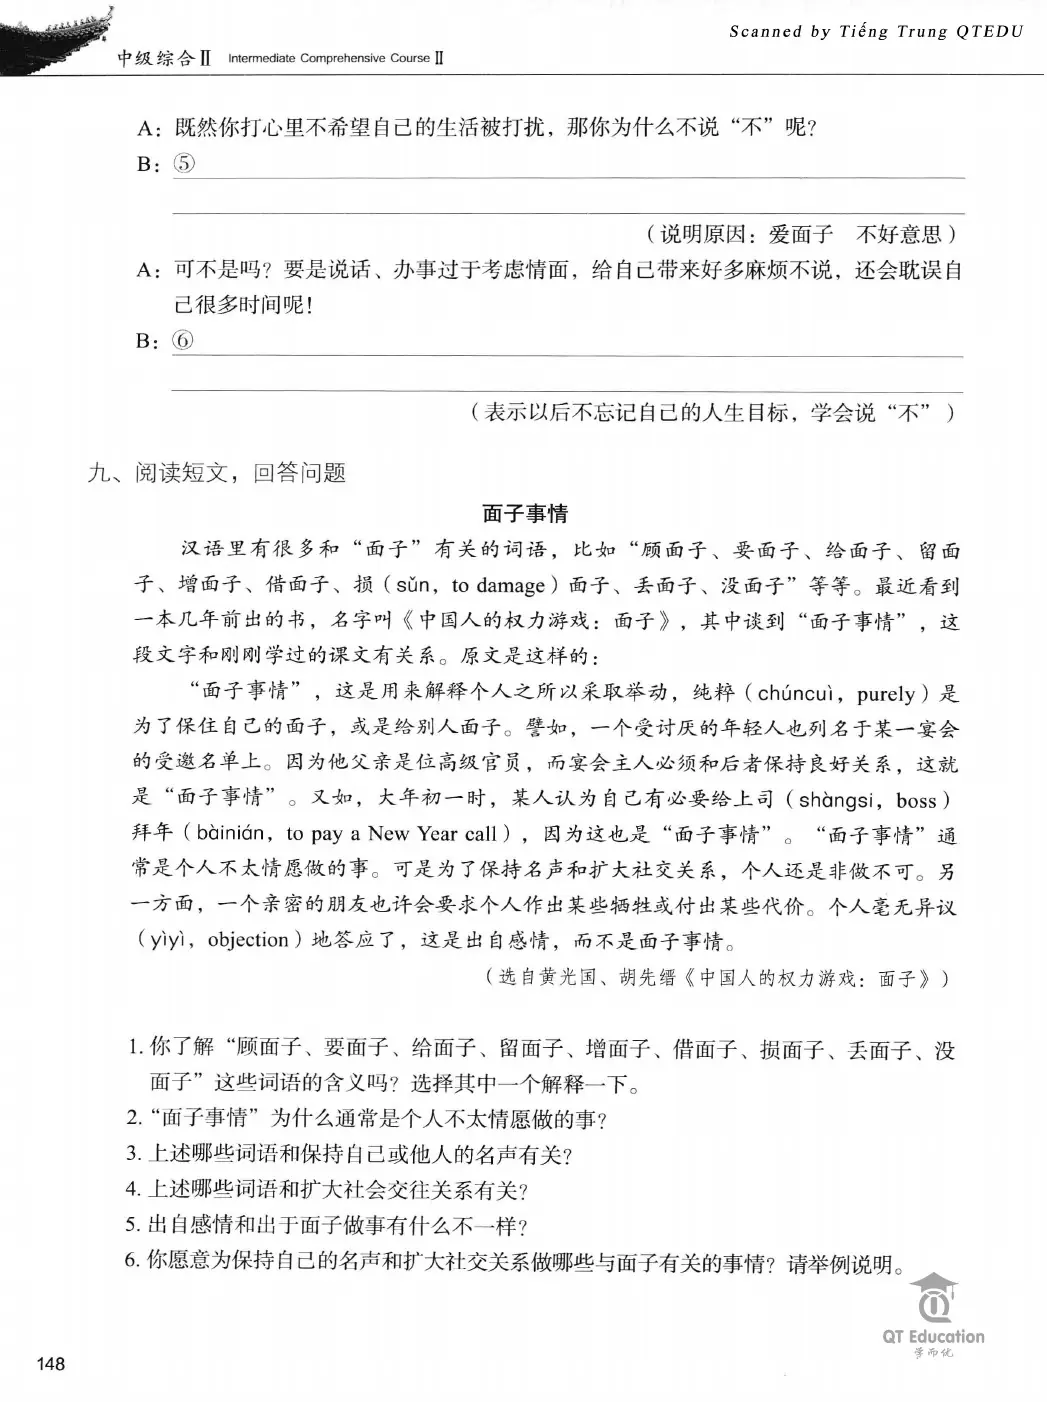 Scanned by Tiếng Trung QTEDU
中级综合Ⅱ Intermediate Comprehensive Course Ⅱ
A：既然你打心里不希望自己的生活被打扰，那你为什么不说“不”呢？
B：⑤
（说明原因：爱面子 不好意思）
A：可不是吗？要是说话、办事过于考虑情面，给自己带来好多麻烦不说，还会耽误自
己很多时间呢！
B：⑥
（表示以后不忘记自己的人生目标，学会说“不”）
九、阅读短文，回答问题
面子事情
汉语里有很多和“面子”有关的词语，比如“顾面子、要面子、给面子、留面
子、增面子、借面子、损（sǔn，to damage）面子、丢面子、没面子”等等。最近看到
一本几年前出的书，名字叫《中国人的权力游戏：面子》，其中谈到“面子事情”，这
段文字和刚刚学过的课文有关系。原文是这样的：
“面子事情”，这是用来解释个人之所以采取举动，纯粹（chúncuì，purely）是
为了保住自己的面子，或是给别人面子。譬如，一个受讨厌的年轻人也列名于某一宴会
的受邀名单上。因为他父亲是位高级官员，而宴会主人必须和后者保持良好关系，这就
是“面子事情”。又如，大年初一时，某人认为自己有必要给上司（shàngsi，boss）
拜年（bàinián，to pay a New Year call），因为这也是“面子事情”。“面子事情”通
常是个人不太情愿做的事。可是为了保持名声和扩大社交关系，个人还是非做不可。另
一方面，一个亲密的朋友也许会要求个人作出某些牺牲或付出某些代价。个人毫无异议
（yìyì，objection）地答应了，这是出自感情，而不是面子事情。
（选自黄光国、胡先缙《中国人的权力游戏：面子》）
1. 你了解“顾面子、要面子、给面子、留面子、增面子、借面子、损面子、丢面子、没
面子”这些词语的含义吗？选择其中一个解释一下。
2. “面子事情”为什么通常是个人不太情愿做的事？
3. 上述哪些词语和保持自己或他人的名声有关？
4. 上述哪些词语和扩大社会交往关系有关？
5. 出自感情和出于面子做事有什么不一样？
6. 你愿意为保持自己的名声和扩大社交关系做哪些与面子有关的事情？请举例说明。
QT Education
学而优
148